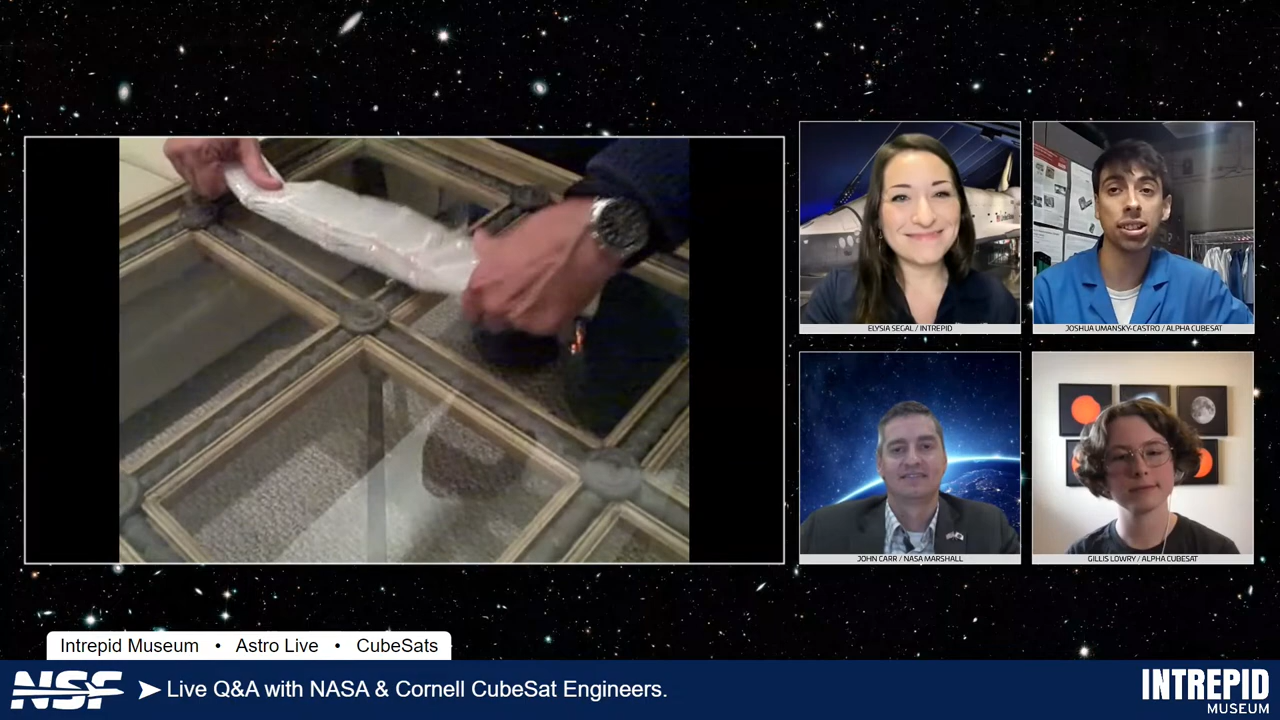 ELYSIA SEGAL / INTREPID
JOSHUA UMANSKY-CASTRO / ALPHA CUBESAT
JOHN CARR / NASA MARSHALL
GILLIS LOWRY / ALPHA CUBESAT
Intrepid Museum • Astro Live • CubeSats
NSF
Live Q&A with NASA & Cornell CubeSat Engineers.
INTREPID
MUSEUM